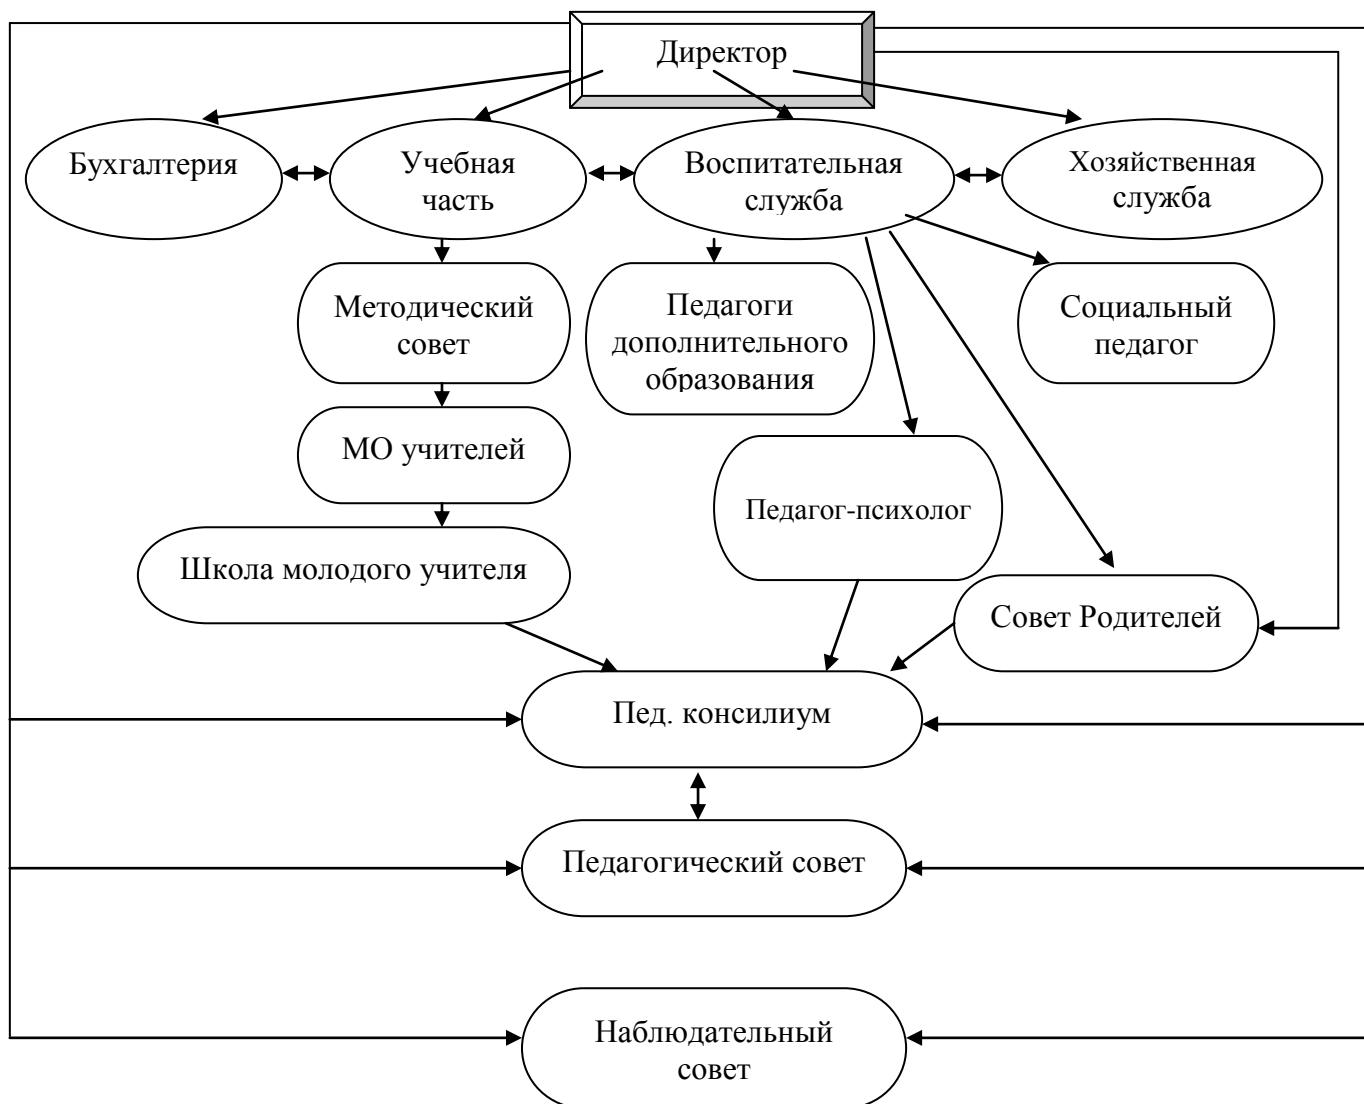 Директор
Бухгалтерия
Учебная
часть
Воспитательная
служба
Хозяйственная
служба
Методический
совет
Педагоги
дополнительного
образования
Социальный
педагог
МО учителей
Педагог-психолог
Школа молодого учителя
Совет Родителей
Пед. консилиум
Педагогический совет
Наблюдательный
совет